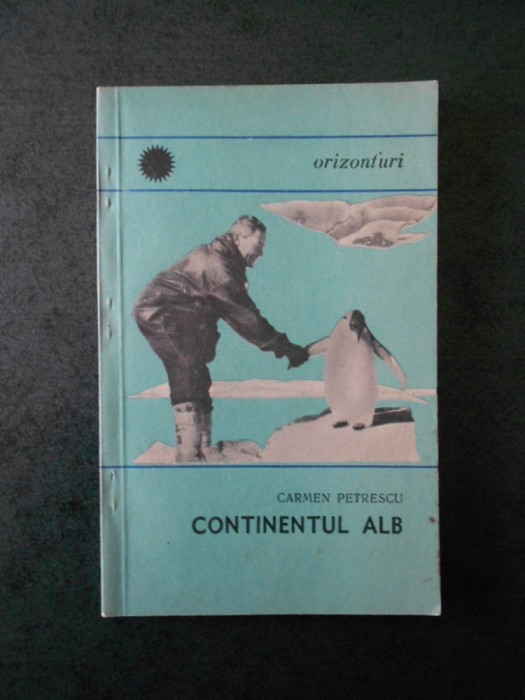 orizonturi
CARMEN PETRESCU
CONTINENTUL ALB